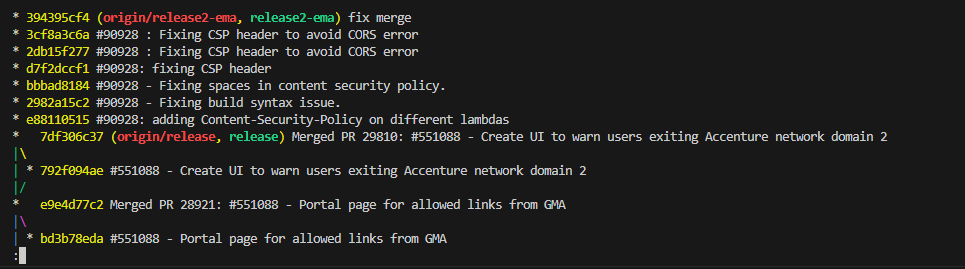 * 394395cf4 (origin/release2-ema, release2-ema) fix merge
* 3cf8a3c6a #90928 : Fixing CSP header to avoid CORS error
* 2db15f277 #90928 : Fixing CSP header to avoid CORS error
* d7f2dccf1 #90928: fixing CSP header
* bbbad8184 #90928 - Fixing spaces in content security policy.
* 2982a15c2 #90928 - Fixing build syntax issue.
* e88110515 #90928: adding Content-Security-Policy on different lambdas
*   7df306c37 (origin/release, release) Merged PR 29810: #551088 - Create UI to warn users exiting Accenture network domain 2
|\
| * 792f094ae #551088 - Create UI to warn users exiting Accenture network domain 2
|/
*   e9e4d77c2 Merged PR 28921: #551088 - Portal page for allowed links from GMA
|\
| * bd3b78eda #551088 - Portal page for allowed links from GMA
: